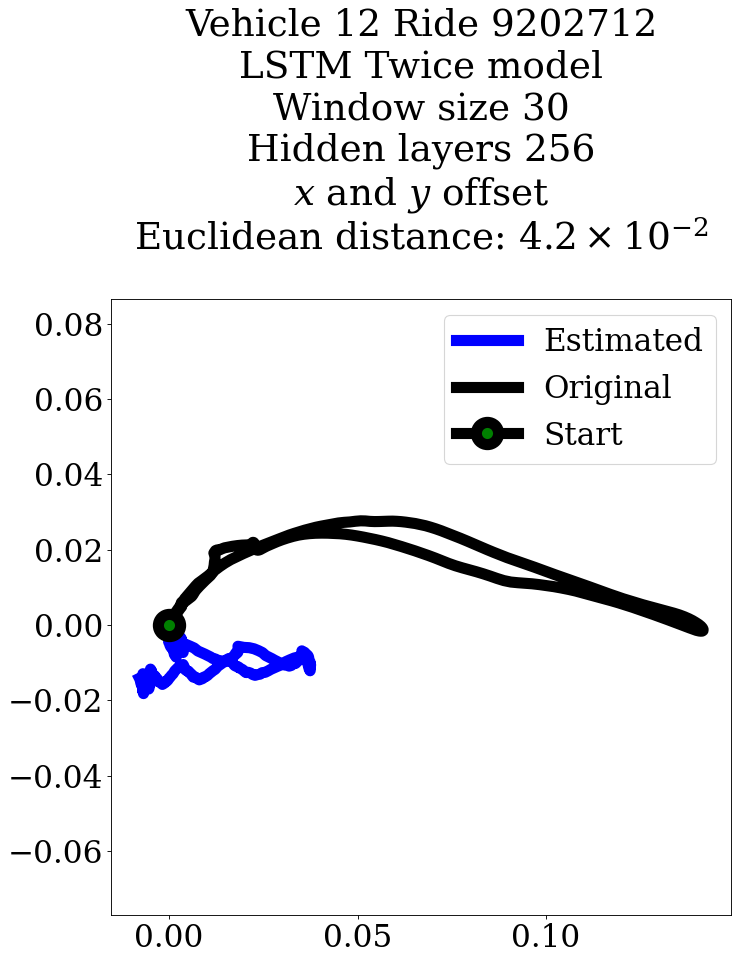 Vehicle 12 Ride 9202712
LSTM Twice model
Window size 30
Hidden layers 256
x and y offset
Euclidean distance: 4.2 × 10⁻²
Estimated
Original
Start
0.08
0.06
0.04
0.02
0.00
−0.02
−0.04
−0.06
0.00 0.05 0.10